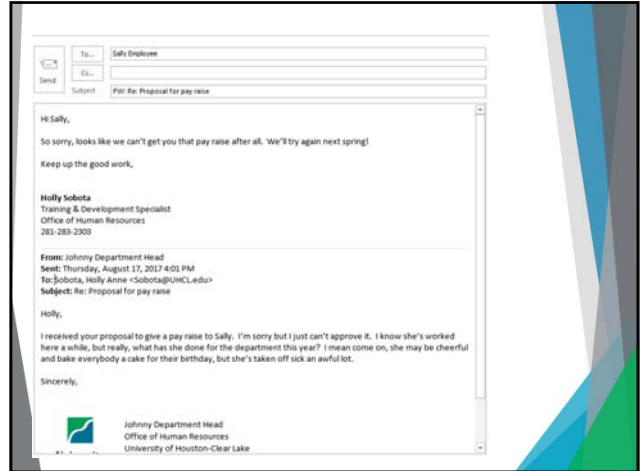 To...
Sally Employee
Cc...
Send
Subject
FW: Re: Proposal for pay raise
Hi Sally,
So sorry, looks like we can't get you that pay raise after all. We'll try again next spring!
Keep up the good work,
Holly Sobota
Training & Development Specialist
Office of Human Resources
281-283-2303
From: Johnny Department Head
Sent: Thursday, August 17, 2017 4:01 PM
To: Sobota, Holly Anne <Sobota@UHCL.edu>
Subject: Re: Proposal for pay raise
Holly,
I received your proposal to give a pay raise to Sally. I'm sorry but I just can't approve it. I know she's worked
here a while, but really, what has she done for the department this year? I mean come on, she may be cheerful
and bake everybody a cake for their birthday, but she's taken off sick an awful lot.
Sincerely,
Johnny Department Head
Office of Human Resources
University of Houston-Clear Lake